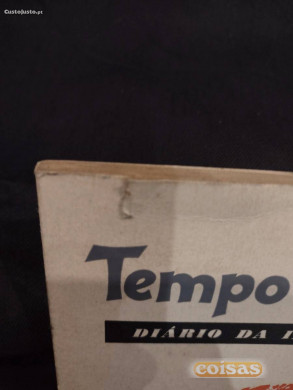 CustoJusto.pt
Tempo
DIÁRIO DA
coisas